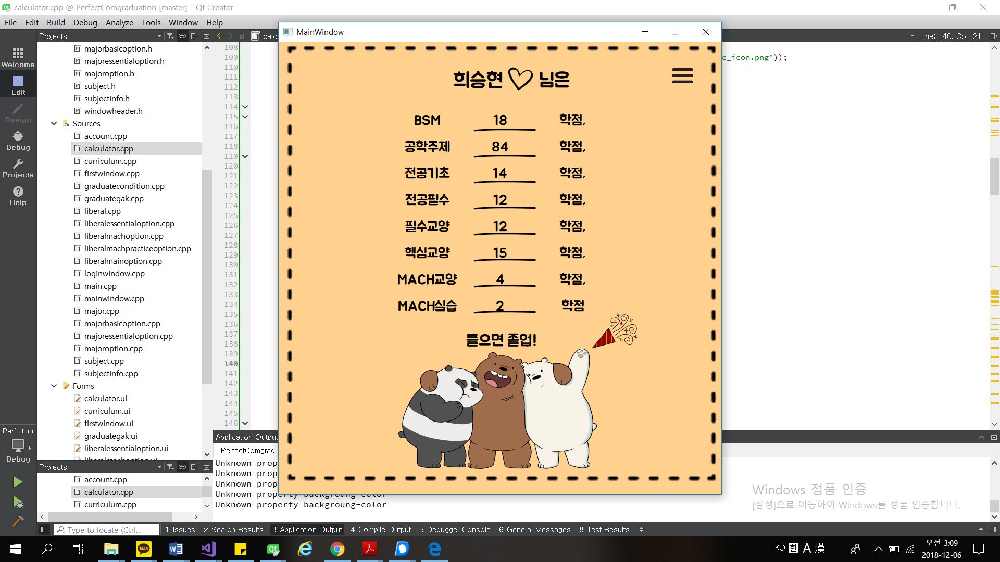 calculator.cpp @ PerfectComgraduation [master] - Qt Creator
File Edit Build Debug Analyze Tools Window Help
Projects
Line: 140, Col: 21
MainWindow
희승현 님은
BSM 18 학점,
공학주제 84 학점,
전공기초 14 학점,
전공필수 12 학점,
필수교양 12 학점,
핵심교양 15 학점,
MACH교양 4 학점,
MACH실습 2 학점
들으면 졸업!
e_icon.png"));
Welcome
Edit
Design
Debug
Projects
Help
Perf···tion
Debug
majorbasicoption.h
majoressentialoption.h
majoroption.h
subject.h
subjectinfo.h
windowheader.h
Sources
account.cpp
calculator.cpp
curriculum.cpp
firstwindow.cpp
graduatecondition.cpp
graduategak.cpp
liberal.cpp
liberalessentialoption.cpp
liberalmachoption.cpp
liberalmachpracticeoption.cpp
liberalmainoption.cpp
loginwindow.cpp
main.cpp
mainwindow.cpp
major.cpp
majorbasicoption.cpp
majoressentialoption.cpp
majoroption.cpp
subject.cpp
subjectinfo.cpp
Forms
calculator.ui
curriculum.ui
firstwindow.ui
graduategak.ui
liberalessentialoption.ui
108
109
110
111
112
113
114
115
116
117
118
119
120
121
122
123
124
125
126
127
128
129
130
131
132
133
134
135
136
137
138
139
140
141
142
143
144
145
146
Projects
account.cpp
calculator.cpp
curriculum.cpp
Application Output
PerfectComgradu
Unknown prop
Unknown prop
Unknown prop
Unknown property backgroung-color
Unknown property backgroung-color
Windows 정품 인증
[설정]으로 이동하여 Windows를 정품 인증합니다.
Type to locate (Ctrl...
1 Issues 2 Search Results 3 Application Output 4 Compile Output 5 Debugger Console 6 General Messages 8 Test Results
TALK
KO 한 A 漢
오전 3:09
2018-12-06